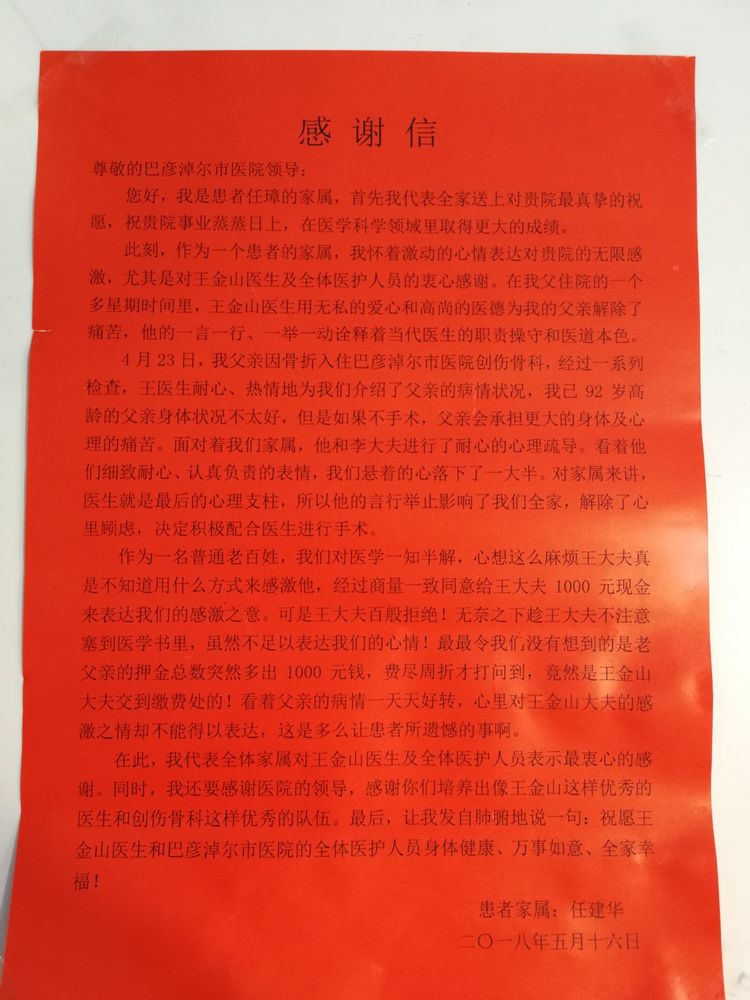 感谢信
尊敬的巴彦淖尔市医院领导：
您好，我是患者任璋的家属，首先我代表全家送上对贵院最真挚的祝
愿，祝贵院事业蒸蒸日上，在医学科学领域里取得更大的成绩。
此刻，作为一个患者的家属，我怀着激动的心情表达对贵院的无限感
激，尤其是对王金山医生及全体医护人员的衷心感谢。在我父住院的一个
多星期时间里，王金山医生用无私的爱心和高尚的医德为我的父亲解除了
痛苦，他的一言一行、一举一动诠释着当代医生的职责操守和医道本色。
4月23日，我父亲因骨折入住巴彦淖尔市医院创伤骨科，经过一系列
检查，王医生耐心、热情地为我们介绍了父亲的病情状况，我已92岁高
龄的父亲身体状况不太好，但是如果不手术，父亲会承担更大的身体及心
理的痛苦。面对着我们家属，他和李大夫进行了耐心的心理疏导。看着他
们细致耐心、认真负责的表情，我们悬着的心落下了一大半。对家属来讲，
医生就是最后的心理支柱，所以他的言行举止影响了我们全家，解除了心
里顾虑，决定积极配合医生进行手术。
作为一名普通老百姓，我们对医学一知半解，心想这么麻烦王大夫真
是不知道用什么方式来感激他，经过商量一致同意给王大夫1000元现金
来表达我们的感激之意。可是王大夫百般拒绝！无奈之下趁王大夫不注意
塞到医学书里，虽然不足以表达我们的心情！最最令我们没有想到的是老
父亲的押金总数突然多出1000元钱，费尽周折才打问到，竟然是王金山
大夫交到缴费处的！看着父亲的病情一天天好转，心里对王金山大夫的感
激之情却不能得以表达，这是多么让患者所遗憾的事啊。
在此，我代表全体家属对王金山医生及全体医护人员表示最衷心的感
谢。同时，我还要感谢医院的领导，感谢你们培养出像王金山这样优秀的
医生和创伤骨科这样优秀的队伍。最后，让我发自肺腑地说一句：祝愿王
金山医生和巴彦淖尔市医院的全体医护人员身体健康、万事如意、全家幸
福！
患者家属：任建华
二〇一八年五月十六日